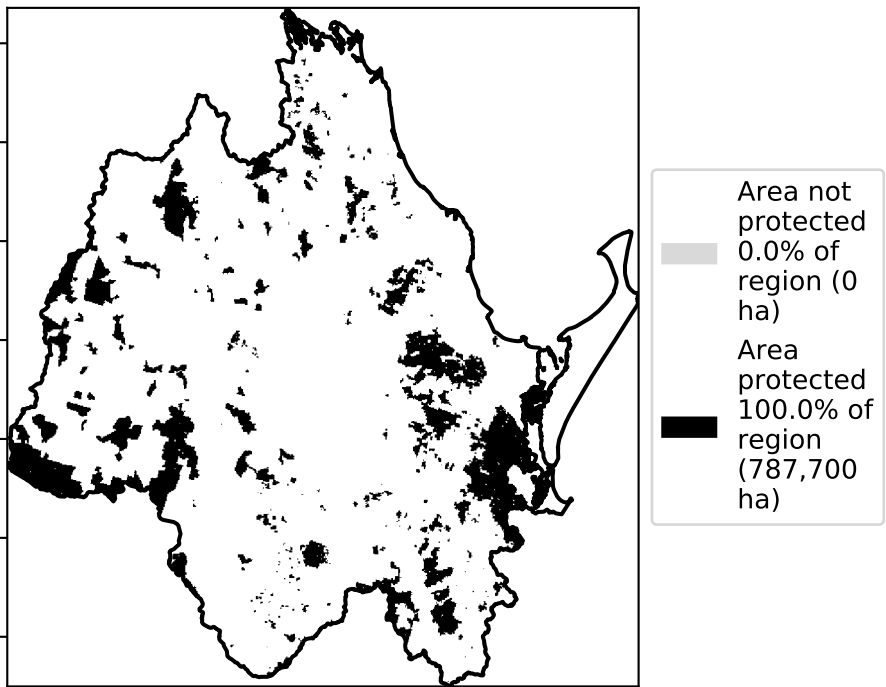 Area not
protected
0.0% of
region (0
ha)
Area
protected
100.0% of
region
(787,700
ha)